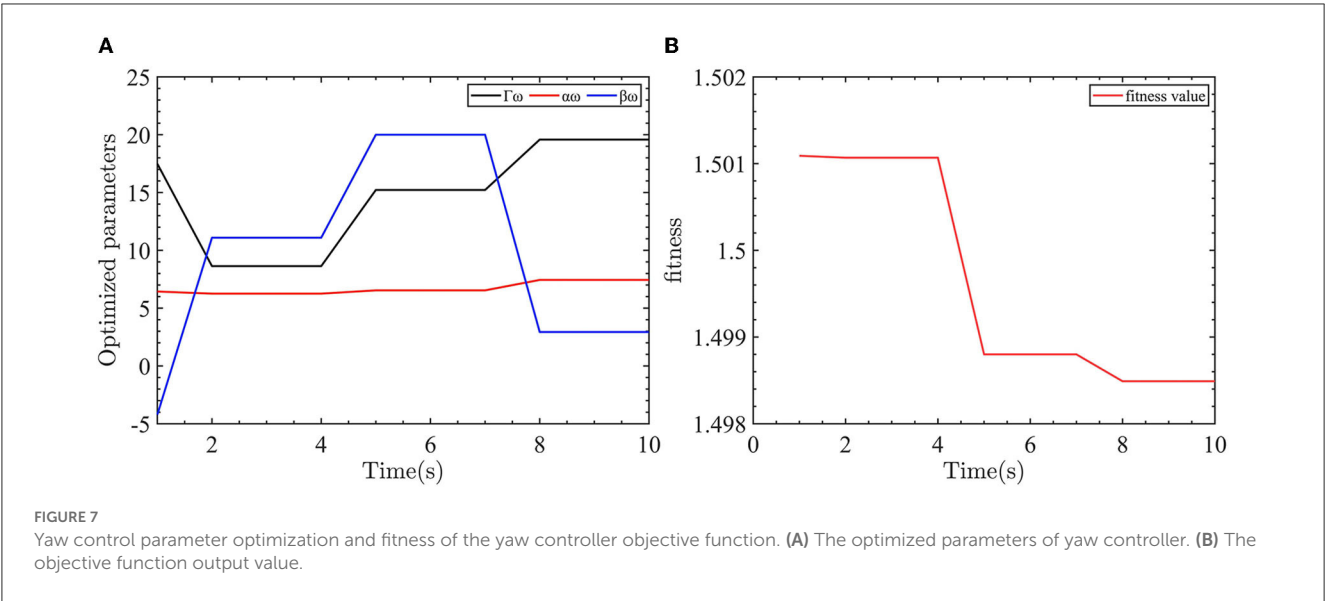 A
B
25
20
15
10
5
0
-5
Optimized parameters
Γω αω βω
2 4 6 8 10
Time(s)
1.502
1.501
1.5
1.499
1.498
fitness
fitness value
0 2 4 6 8 10
Time(s)
FIGURE 7
Yaw control parameter optimization and fitness of the yaw controller objective function. (A) The optimized parameters of yaw controller. (B) The
objective function output value.